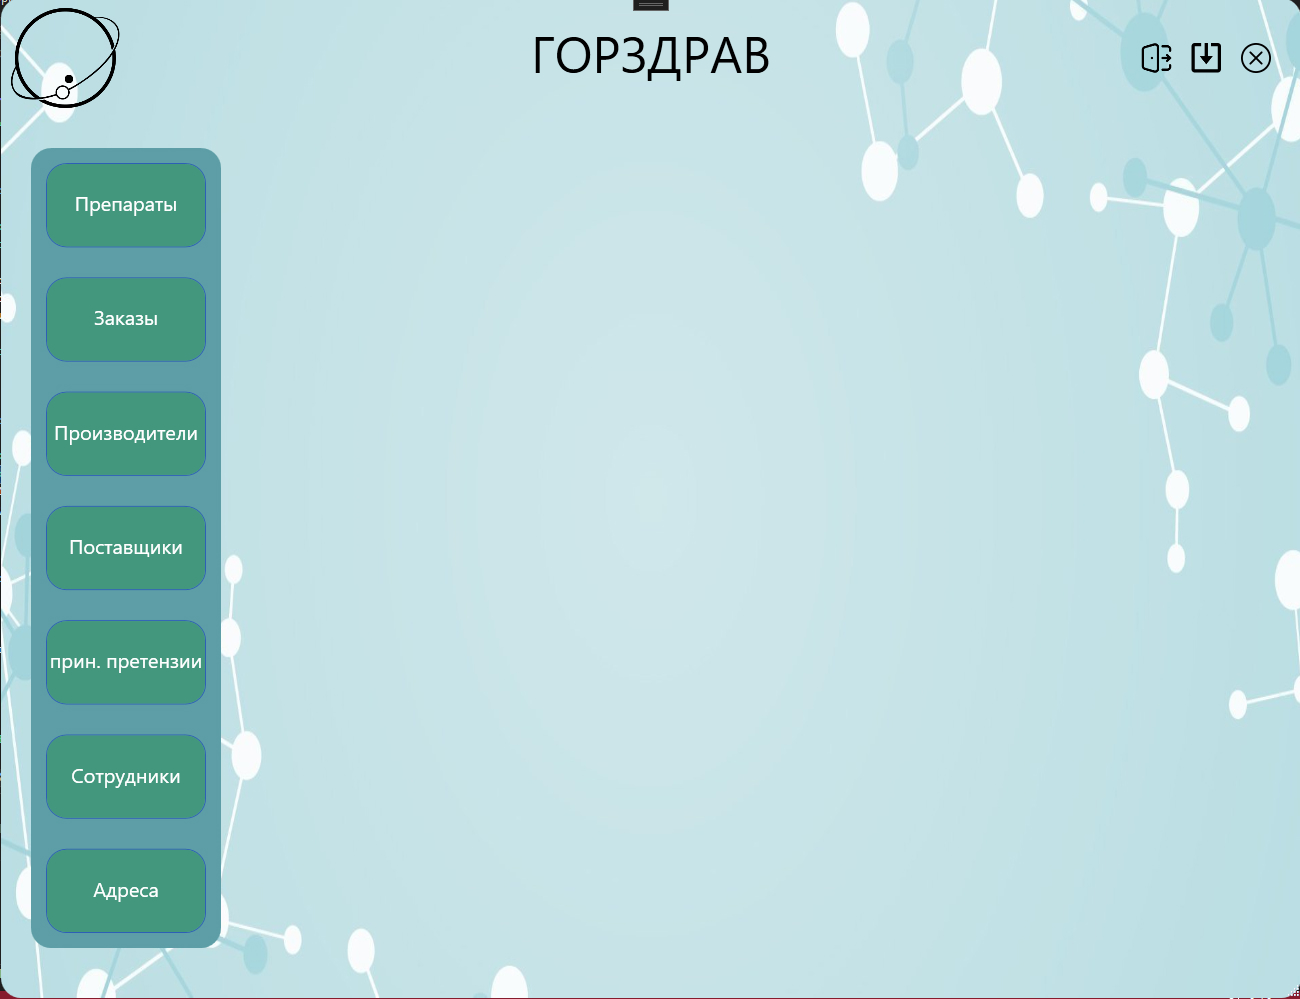 ГОРЗДРАВ
Препараты
Заказы
Производители
Поставщики
прин. претензии
Сотрудники
Адреса